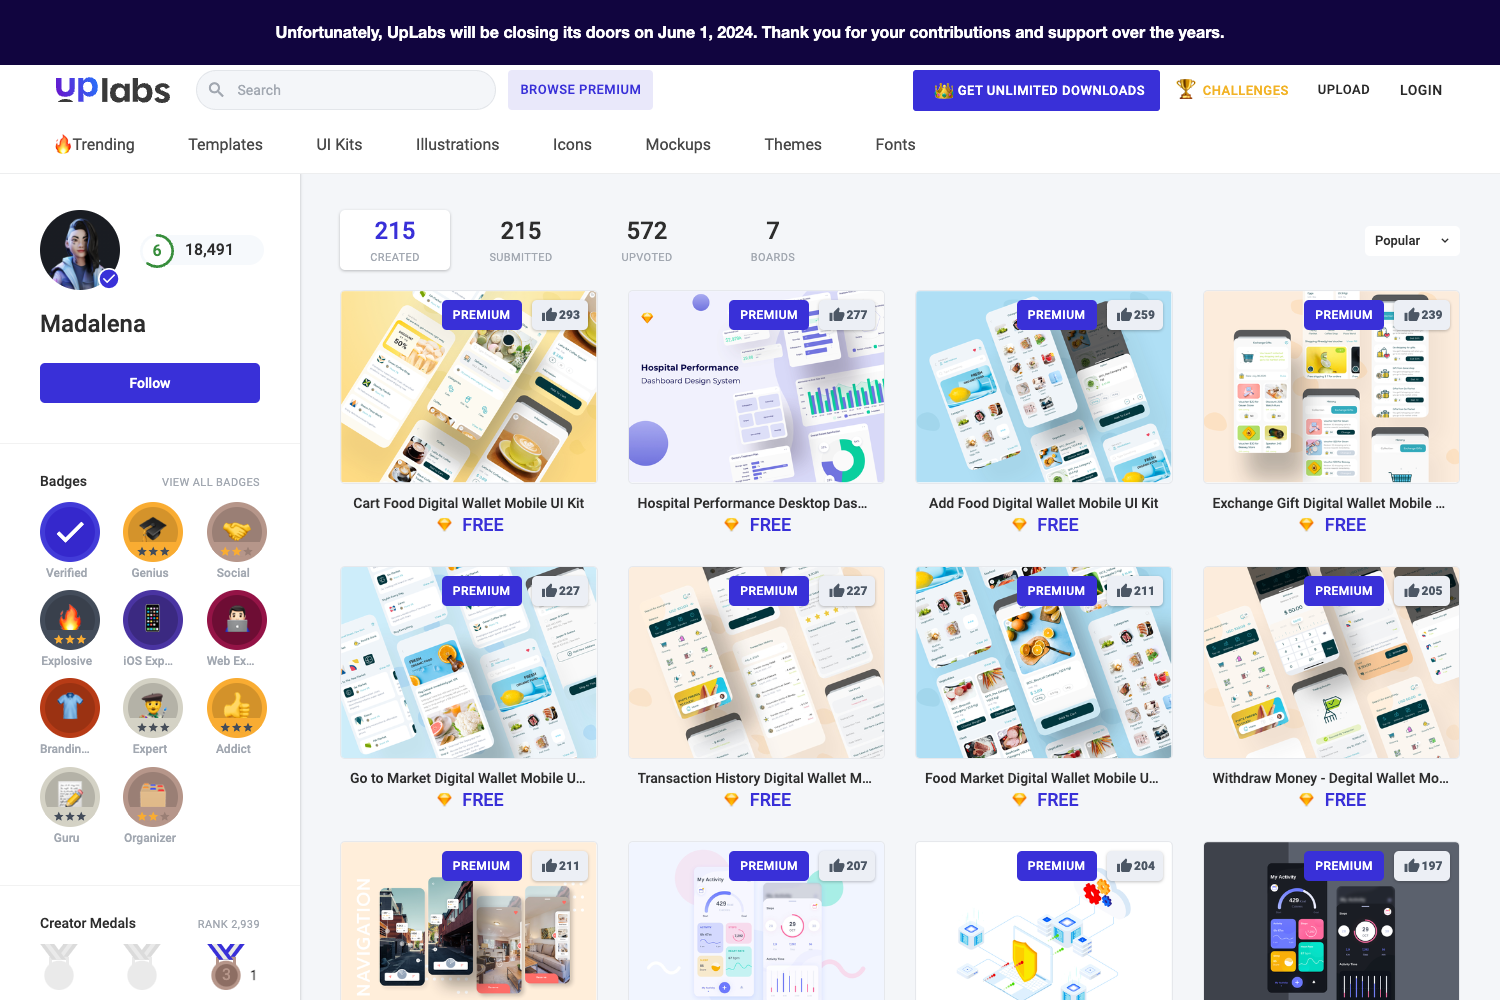 Unfortunately, UpLabs will be closing its doors on June 1, 2024. Thank you for your contributions and support over the years.
uplabs
Search
BROWSE PREMIUM
GET UNLIMITED DOWNLOADS
CHALLENGES
UPLOAD
LOGIN
Trending
Templates
UI Kits
Illustrations
Icons
Mockups
Themes
Fonts
6
18,491
Madalena
Follow
Badges
VIEW ALL BADGES
Verified
Genius
Social
Explosive
iOS Exp...
Web Ex...
Brandin...
Expert
Addict
Guru
Organizer
Creator Medals
RANK 2,939
3
1
215
CREATED
215
SUBMITTED
572
UPVOTED
7
BOARDS
Popular
PREMIUM
293
Cart Food Digital Wallet Mobile UI Kit
FREE
PREMIUM
277
Hospital Performance
Dashboard Design System
Hospital Performance Desktop Das...
FREE
PREMIUM
259
Add Food Digital Wallet Mobile UI Kit
FREE
PREMIUM
239
Exchange Gift Digital Wallet Mobile ...
FREE
PREMIUM
227
Go to Market Digital Wallet Mobile U...
FREE
PREMIUM
227
Transaction History Digital Wallet M...
FREE
PREMIUM
211
Food Market Digital Wallet Mobile U...
FREE
PREMIUM
205
Withdraw Money - Degital Wallet Mo...
FREE
PREMIUM
211
NAVIGATION
PREMIUM
207
My Activity
429
29
PREMIUM
204
PREMIUM
197
My Activity
429
29